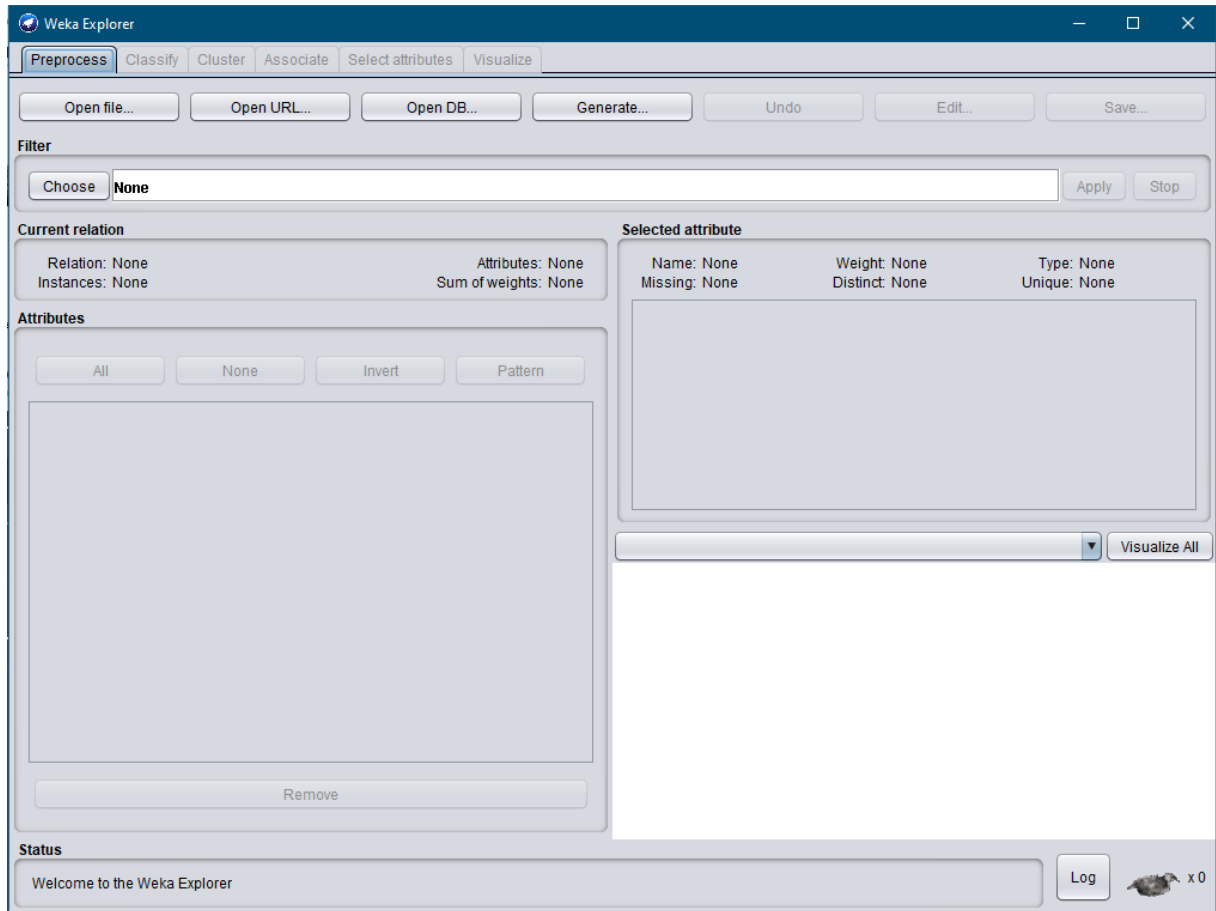 Weka Explorer
Preprocess Classify Cluster Associate Select attributes Visualize
Open file... Open URL... Open DB... Generate... Undo Edit... Save...
Filter
Choose None Apply Stop
Current relation
Relation: None Attributes: None
Instances: None Sum of weights: None
Selected attribute
Name: None Weight: None Type: None
Missing: None Distinct: None Unique: None
Attributes
All None Invert Pattern
Remove
Visualize All
Status
Welcome to the Weka Explorer
Log x 0